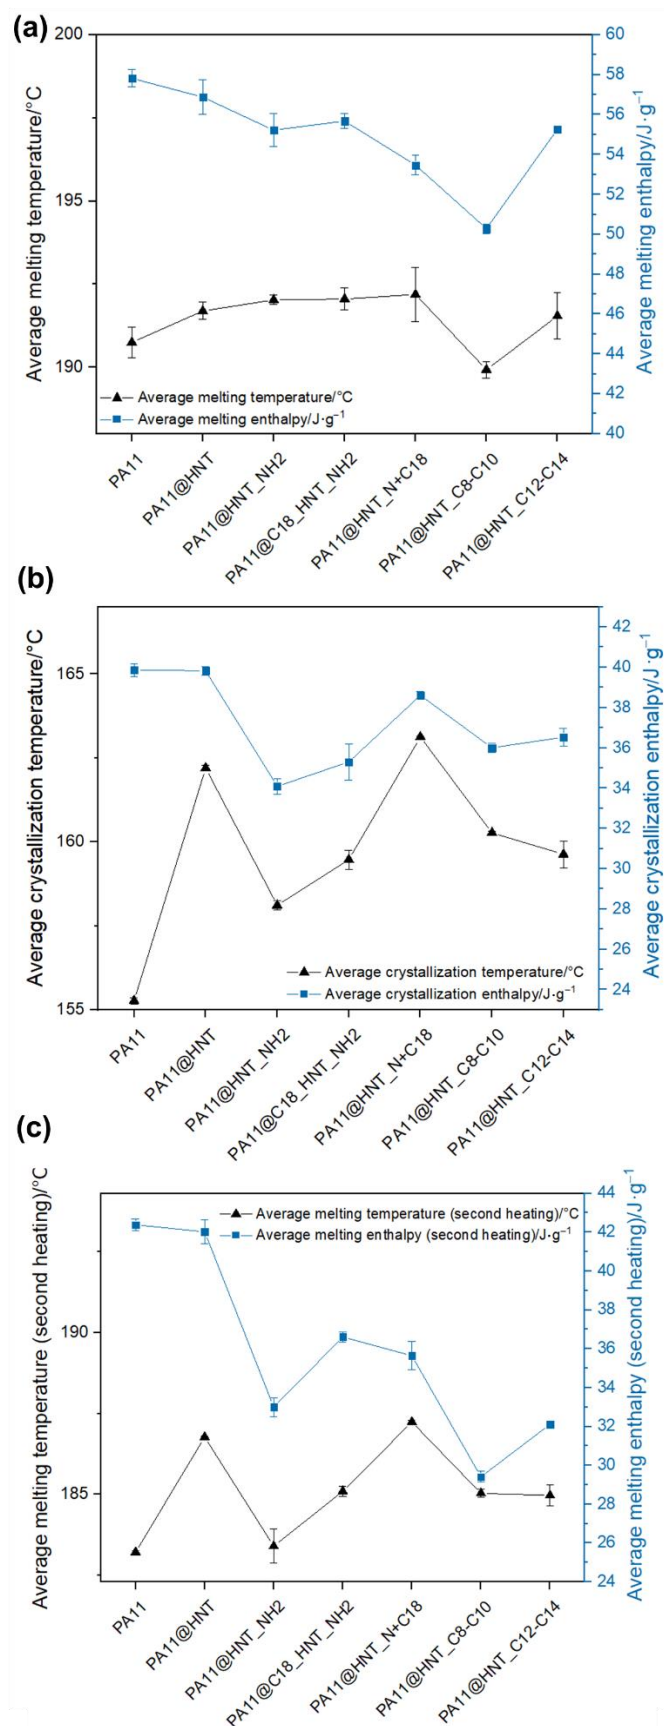 (a)
Average melting temperature/°C
200
195
190
60
58
56
54
52
50
48
46
44
42
40
Average melting enthalpy/J·g⁻¹
Average melting temperature/°C
Average melting enthalpy/J·g⁻¹
PA11
PA11@HNT
PA11@HNT_NH2
PA11@C18_HNT_NH2
PA11@HNT_N+C18
PA11@HNT_C8-C10
PA11@HNT_C12-C14
(b)
Average crystallization temperature/°C
165
160
155
42
40
38
36
34
32
30
28
26
24
Average crystallization enthalpy/J·g⁻¹
Average crystallization temperature/°C
Average crystallization enthalpy/J·g⁻¹
PA11
PA11@HNT
PA11@HNT_NH2
PA11@C18_HNT_NH2
PA11@HNT_N+C18
PA11@HNT_C8-C10
PA11@HNT_C12-C14
(c)
Average melting temperature (second heating)/°C
190
185
44
42
40
38
36
34
32
30
28
26
24
Average melting enthalpy (second heating)/J·g⁻¹
Average melting temperature (second heating)/°C
Average melting enthalpy (second heating)/J·g⁻¹
PA11
PA11@HNT
PA11@HNT_NH2
PA11@C18_HNT_NH2
PA11@HNT_N+C18
PA11@HNT_C8-C10
PA11@HNT_C12-C14